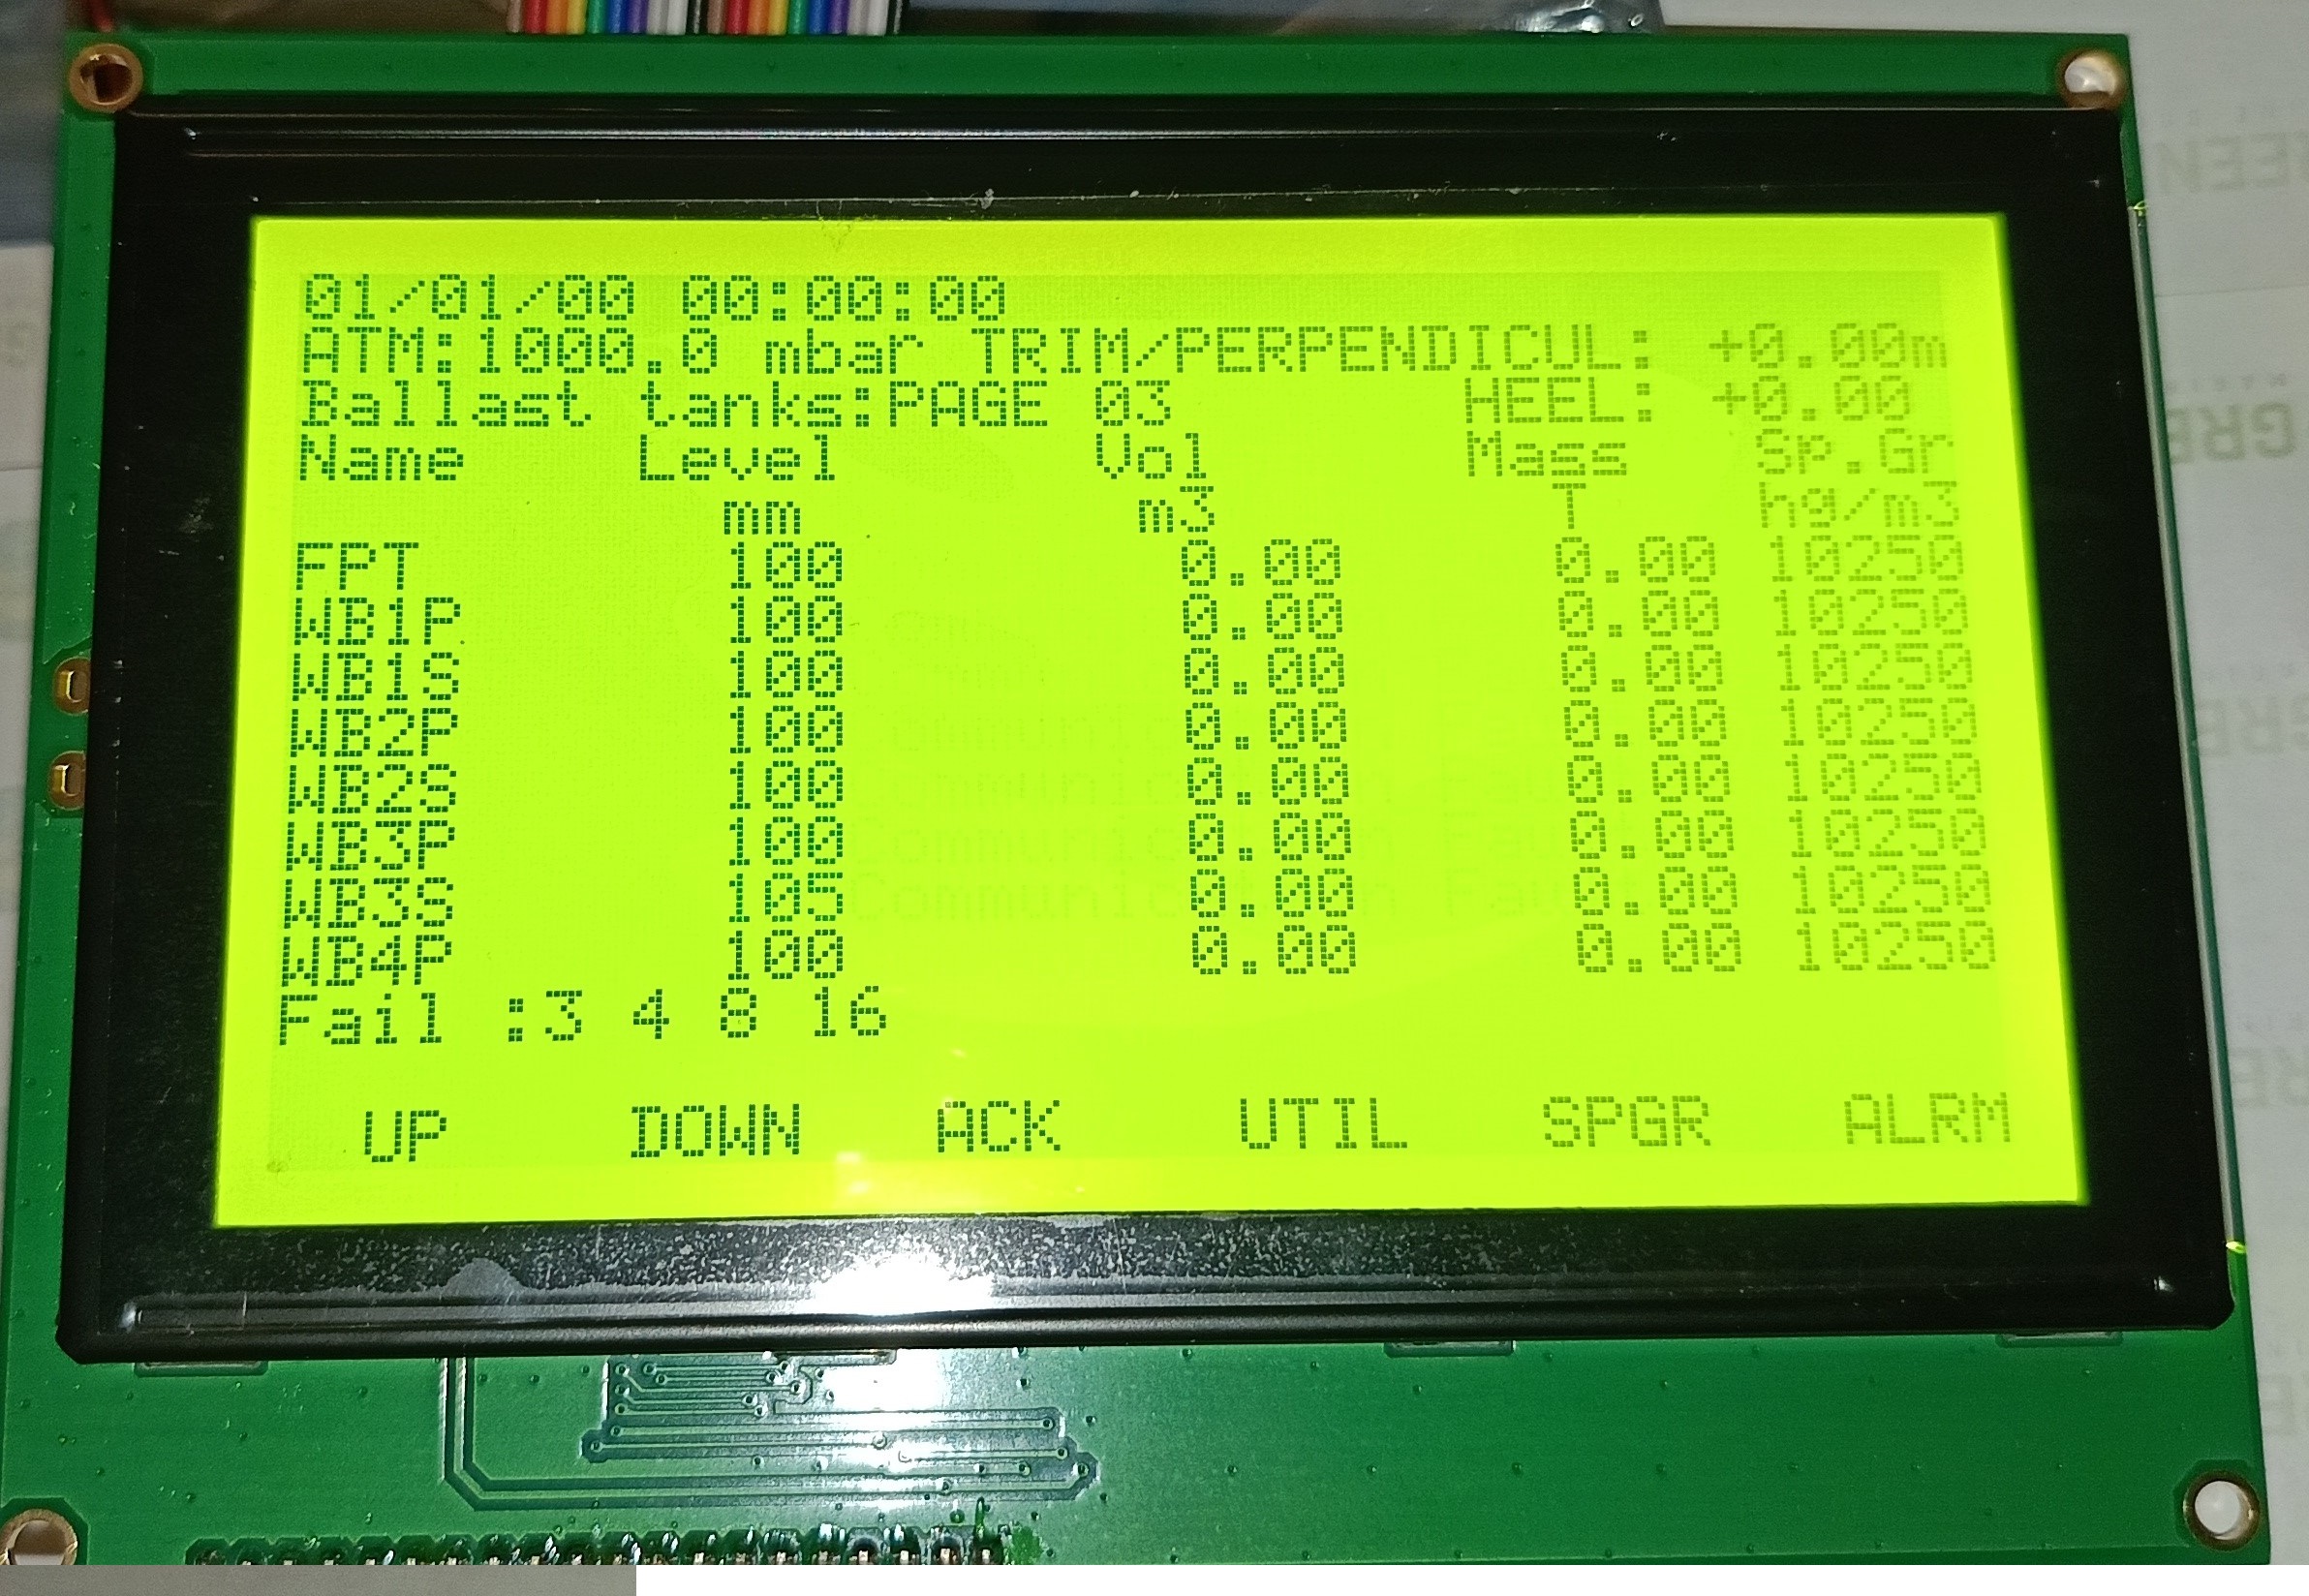 01/01/00 00:00:00
ATM:1000.0 mbar TRIM/PERPENDICUL: +0.00m
Ballast tanks:PAGE 03 HEEL: +0.00
Name Level Vol Mass Sp.Gr
mm m3 T hg/m3
FPT 100 0.00 0.00 10250
WB1P 100 0.00 0.00 10250
WB1S 100 0.00 0.00 10250
WB2P 100 0.00 0.00 10250
WB2S 100 0.00 0.00 10250
WB3P 100 0.00 0.00 10250
WB3S 105 0.00 0.00 10250
WB4P 100 0.00 0.00 10250
Fail :3 4 8 16
UP DOWN ACK UTIL SPGR ALRM